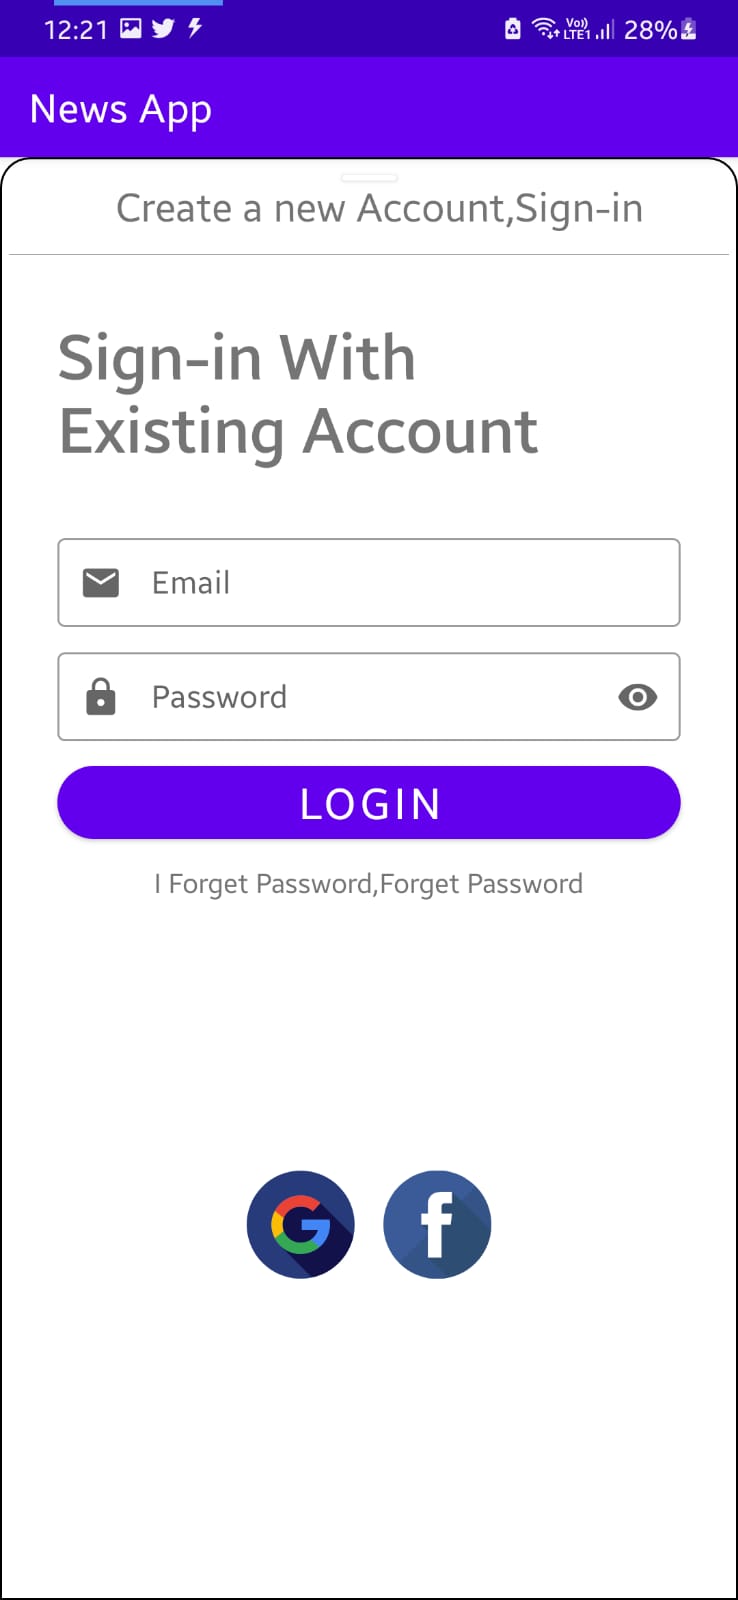 12:21 Vo)) LTE1 28%
News App
Create a new Account,Sign-in
Sign-in With
Existing Account
Email
Password
LOGIN
I Forget Password,Forget Password
G f